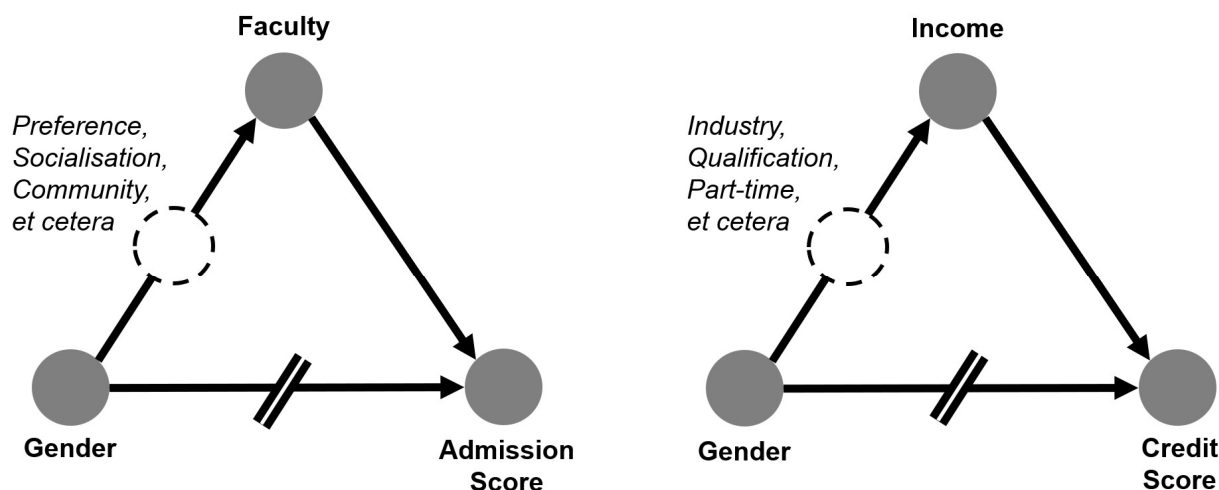 Faculty
Preference,
Socialisation,
Community,
et cetera
Gender
Admission
Score
Income
Industry,
Qualification,
Part-time,
et cetera
Gender
Credit
Score